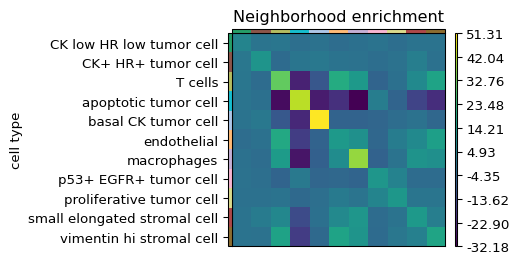 Neighborhood enrichment
cell type
CK low HR low tumor cell
CK+ HR+ tumor cell
T cells
apoptotic tumor cell
basal CK tumor cell
endothelial
macrophages
p53+ EGFR+ tumor cell
proliferative tumor cell
small elongated stromal cell
vimentin hi stromal cell
51.31
42.04
32.76
23.48
14.21
4.93
-4.35
-13.62
-22.90
-32.18